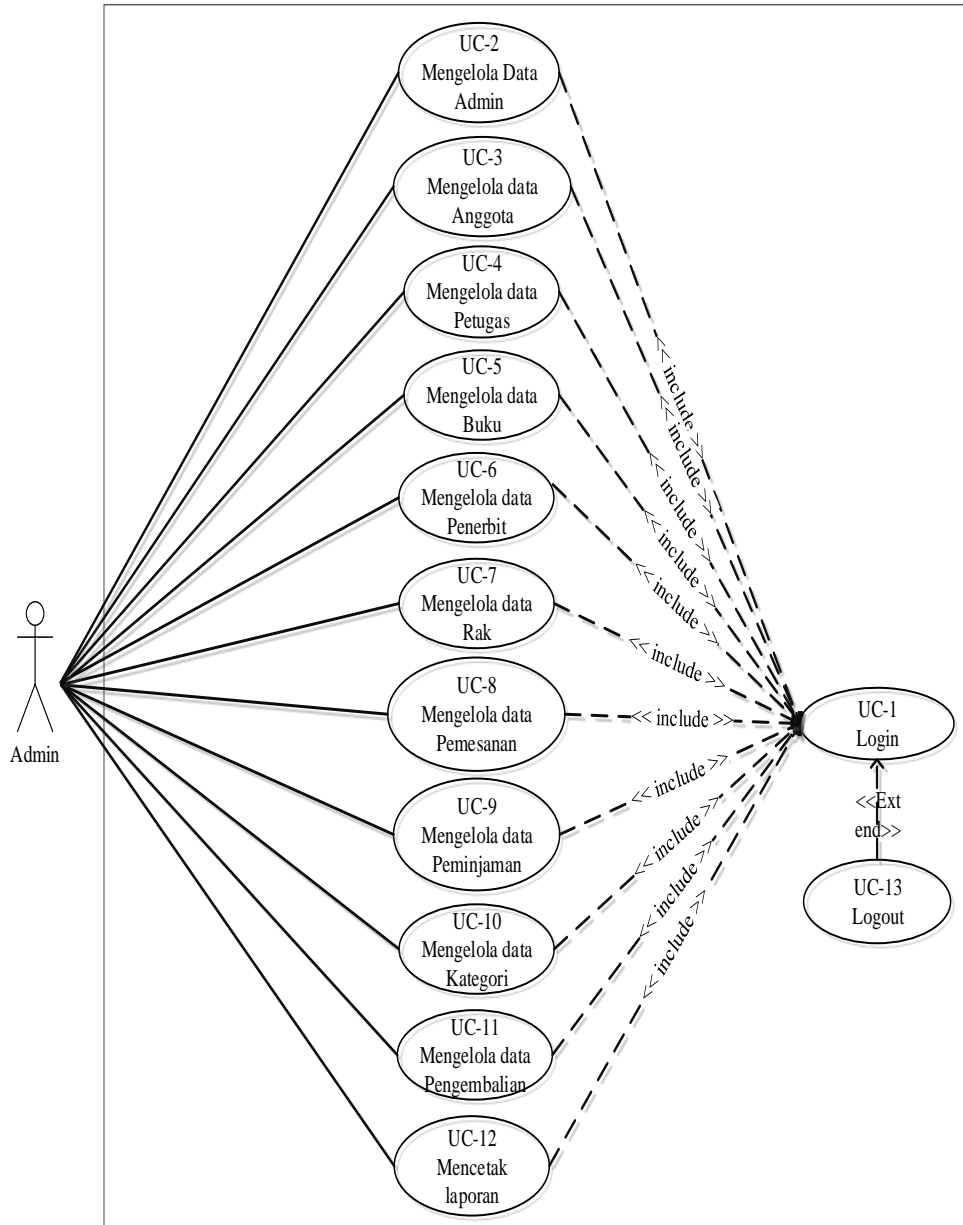 UC-2
Mengelola Data
Admin
UC-3
Mengelola data
Anggota
UC-4
Mengelola data
Petugas
UC-5
Mengelola data
Buku
UC-6
Mengelola data
Penerbit
UC-7
Mengelola data
Rak
UC-8
Mengelola data
Pemesanan
UC-9
Mengelola data
Peminjaman
UC-10
Mengelola data
Kategori
UC-11
Mengelola data
Pengembalian
UC-12
Mencetak
laporan
Admin
<< include >>
<< include >>
<< include >>
<< include >>
<< include >>
<< include >>
<< include >>
<< include >>
<< include >>
<< include >>
<< include >>
UC-1
Login
<<Ext
end>>
UC-13
Logout